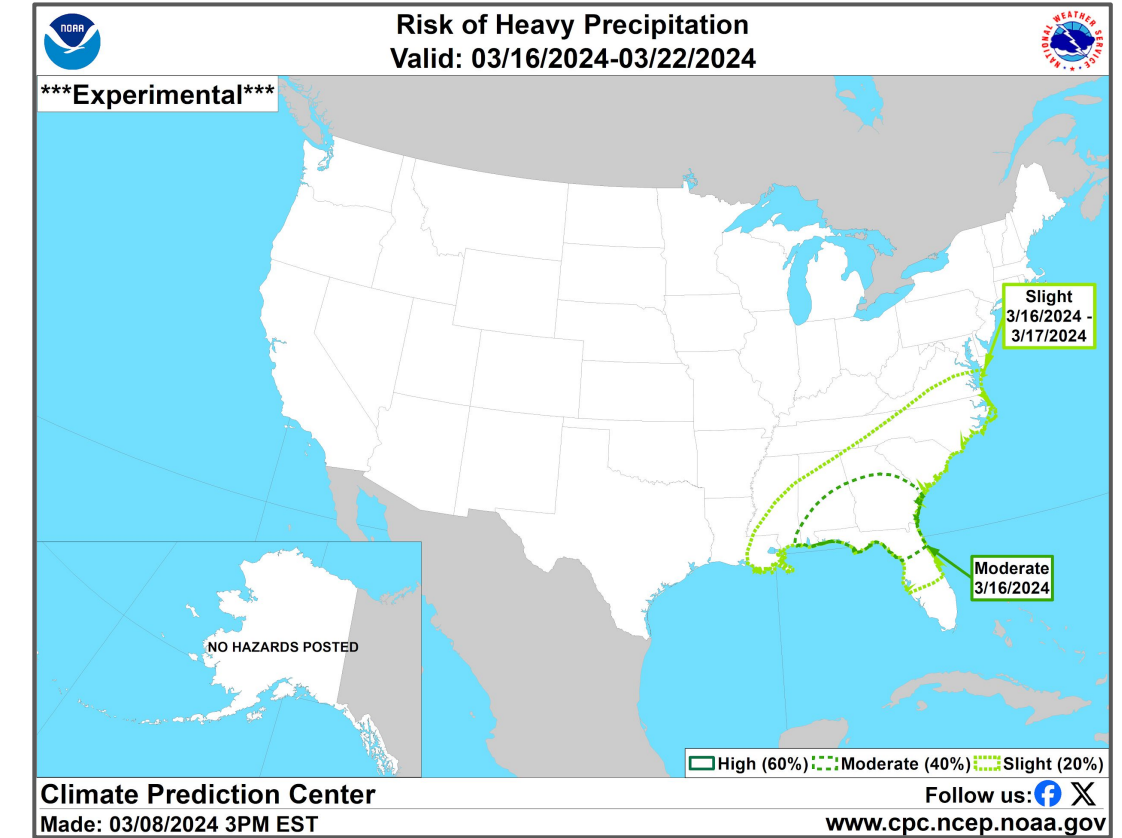 NOAA
Risk of Heavy Precipitation
Valid: 03/16/2024-03/22/2024
NATIONAL WEATHER SERVICE
***Experimental***
Slight
3/16/2024 -
3/17/2024
Moderate
3/16/2024
NO HAZARDS POSTED
High (60%) Moderate (40%) Slight (20%)
Climate Prediction Center
Follow us:
Made: 03/08/2024 3PM EST
www.cpc.ncep.noaa.gov